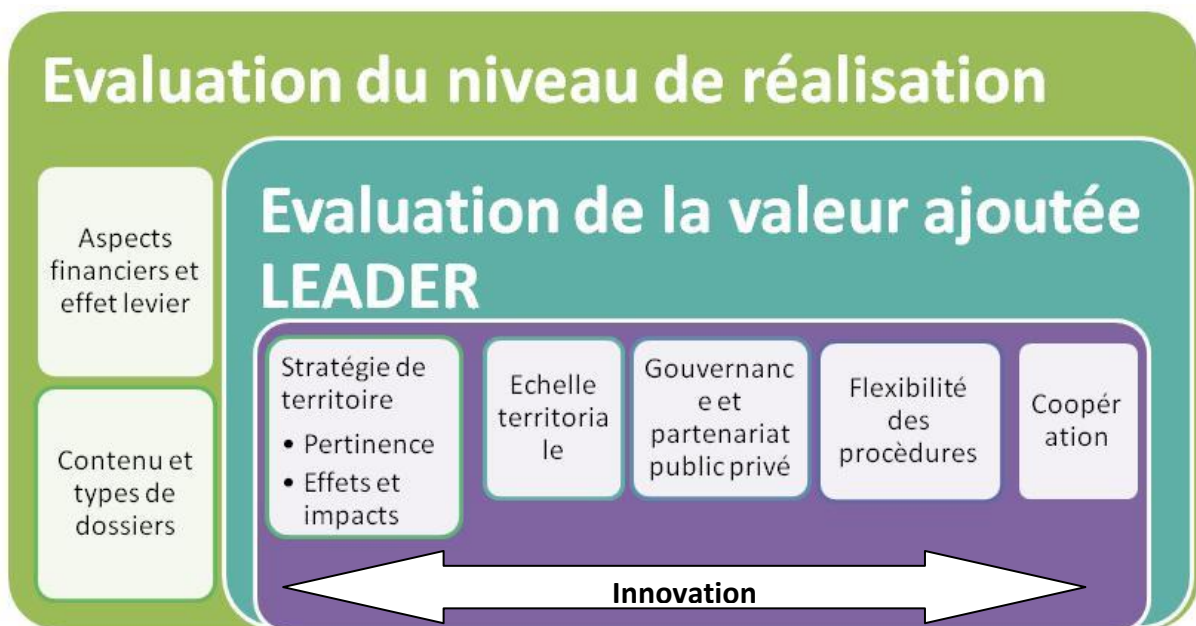 Evaluation du niveau de réalisation
Aspects
financiers et
effet levier
Contenu et
types de
dossiers
Evaluation de la valeur ajoutée
LEADER
Stratégie de
territoire
• Pertinence
• Effets et
impacts
Echelle
territoria
le
Gouvernanc
e et
partenariat
public privé
Flexibilité
des
procèdures
Coopér
ation
Innovation